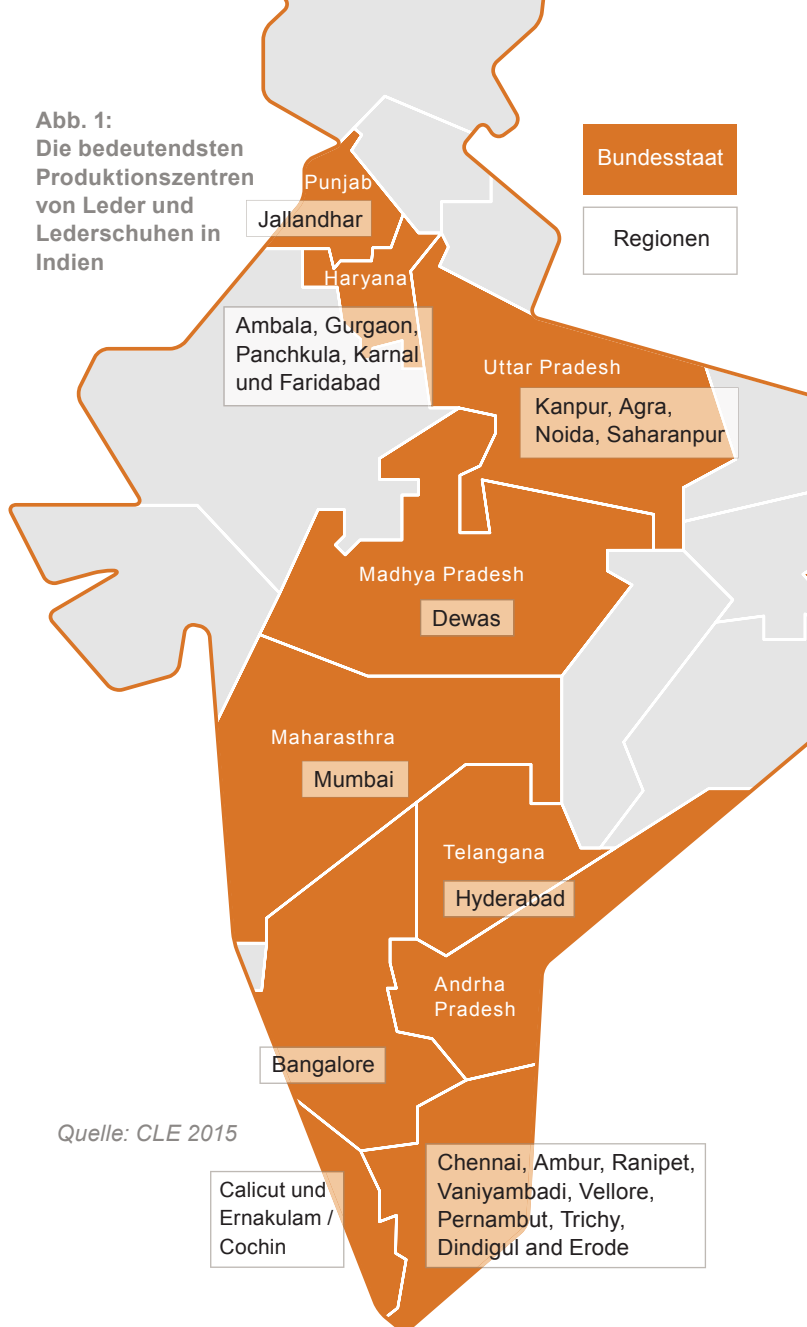 Abb. 1:
Die bedeutendsten
Produktionszentren
von Leder und
Lederschuhen in
Indien
Bundesstaat
Regionen
Punjab
Jallandhar
Haryana
Ambala, Gurgaon,
Panchkula, Karnal
und Faridabad
Uttar Pradesh
Kanpur, Agra,
Noida, Saharanpur
Madhya Pradesh
Dewas
Maharasthra
Mumbai
Telangana
Hyderabad
Andrha
Pradesh
Bangalore
Quelle: CLE 2015
Calicut und
Ernakulam /
Cochin
Chennai, Ambur, Ranipet,
Vaniyambadi, Vellore,
Pernambut, Trichy,
Dindigul and Erode